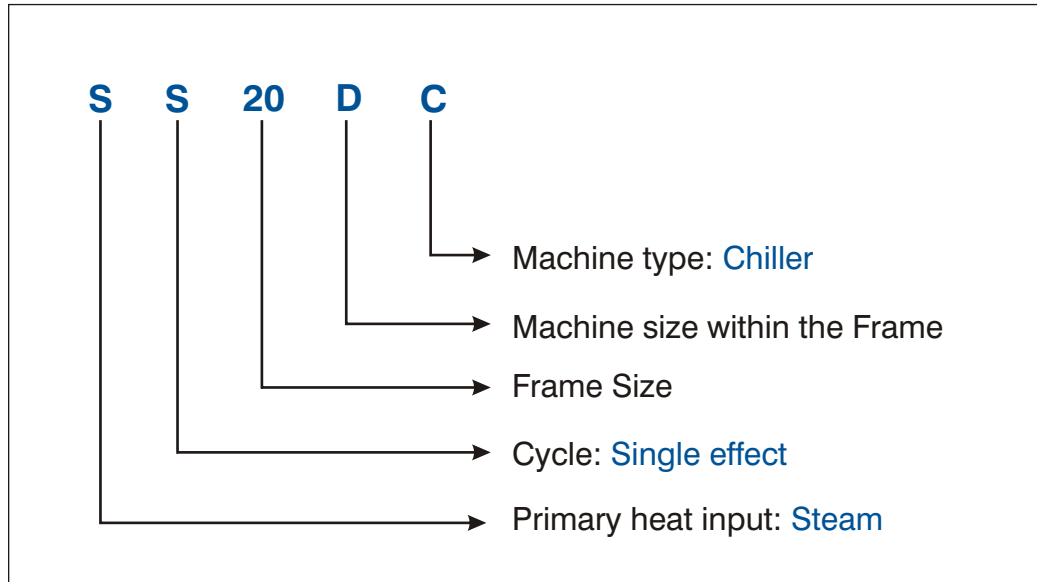 S S 20 D C
Machine type: Chiller
Machine size within the Frame
Frame Size
Cycle: Single effect
Primary heat input: Steam